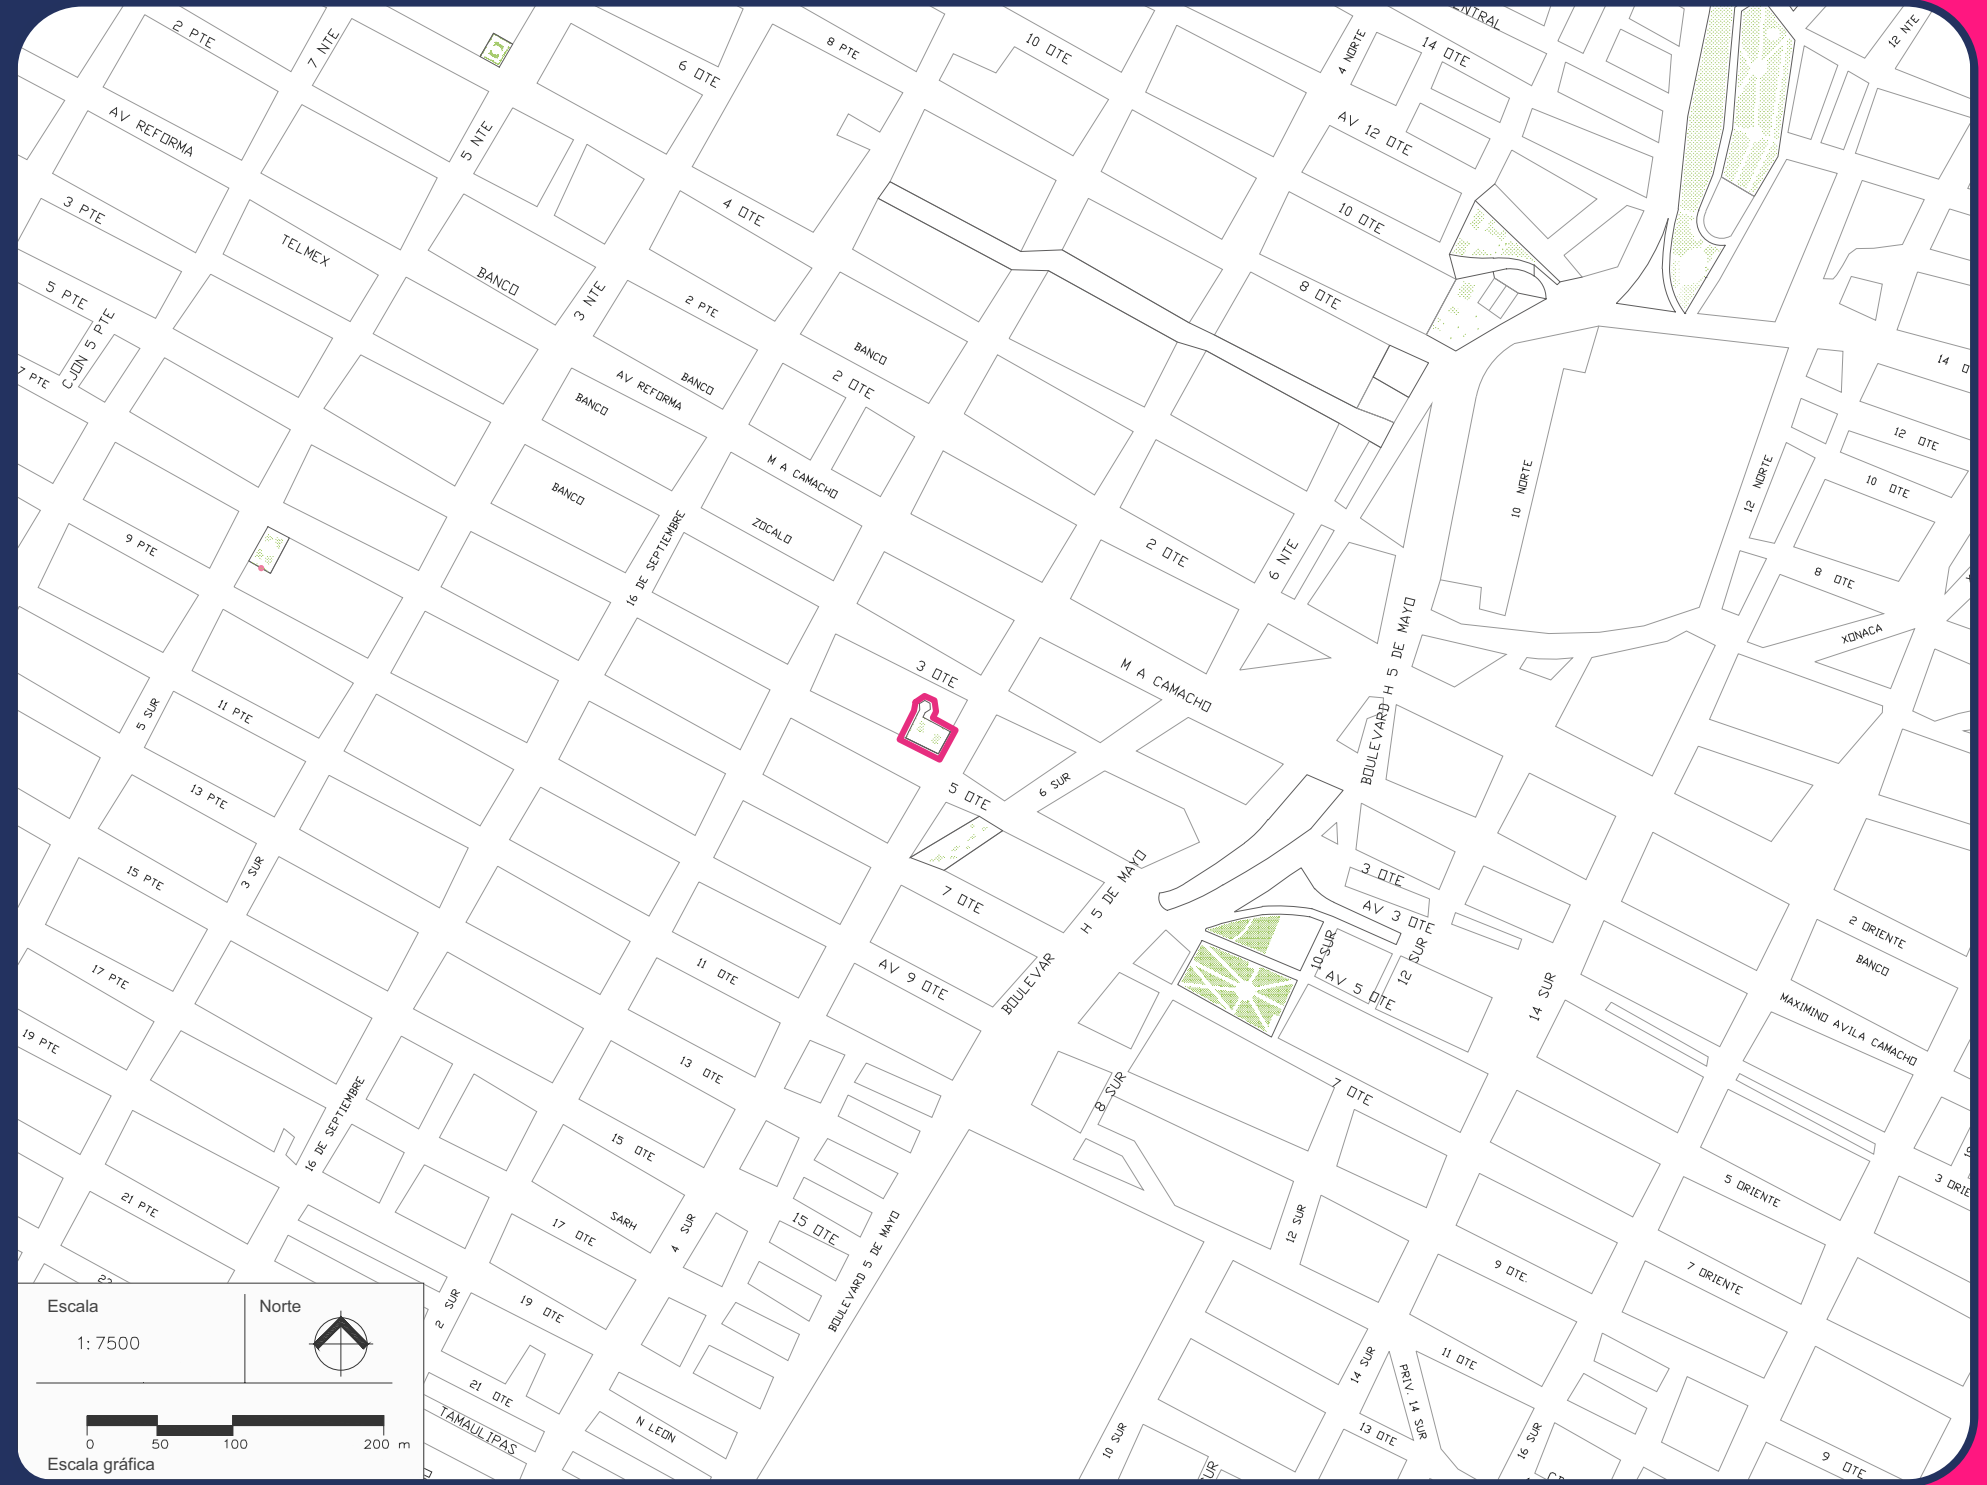 2 PTE
7 NTE
6 OTE
8 PTE
10 OTE
4 NORTE
14 OTE
12 NTE
AV REFORMA
5 NTE
AV 12 OTE
3 PTE
TELMEX
BANCO
4 OTE
10 OTE
5 PTE
CJON 5 PTE
3 NTE
2 PTE
8 OTE
7 PTE
AV REFORMA
BANCO
BANCO
BANCO
2 OTE
14 O
BANCO
M A CAMACHO
ZOCALO
12 OTE
10 NORTE
12 NORTE
10 OTE
9 PTE
16 DE SEPTIEMBRE
2 OTE
6 NTE
8 OTE
XONACA
3 OTE
M A CAMACHO
BOULEVARD H 5 DE MAYO
5 SUR
11 PTE
13 PTE
5 OTE
6 SUR
3 SUR
15 PTE
7 OTE
BOULEVAR H 5 DE MAYO
3 OTE
AV 3 OTE
10 SUR
12 SUR
AV 5 OTE
14 SUR
2 ORIENTE
BANCO
MAXIMINO AVILA CAMACHO
17 PTE
11 OTE
AV 9 OTE
19 PTE
13 OTE
8 SUR
7 OTE
16 DE SEPTIEMBRE
15 OTE
21 PTE
SARH
4 SUR
17 OTE
15 OTE
BOULEVARD 5 DE MAYO
12 SUR
5 ORIENTE
3 ORIE
9 OTE.
7 ORIENTE
2 SUR
19 OTE
21 OTE
TAMAULIPAS
N LEON
14 SUR
PRIV. 14 SUR
11 OTE
13 OTE
10 SUR
16 SUR
9 OTE
Escala
Norte
1: 7500
0 50 100 200 m
Escala gráfica